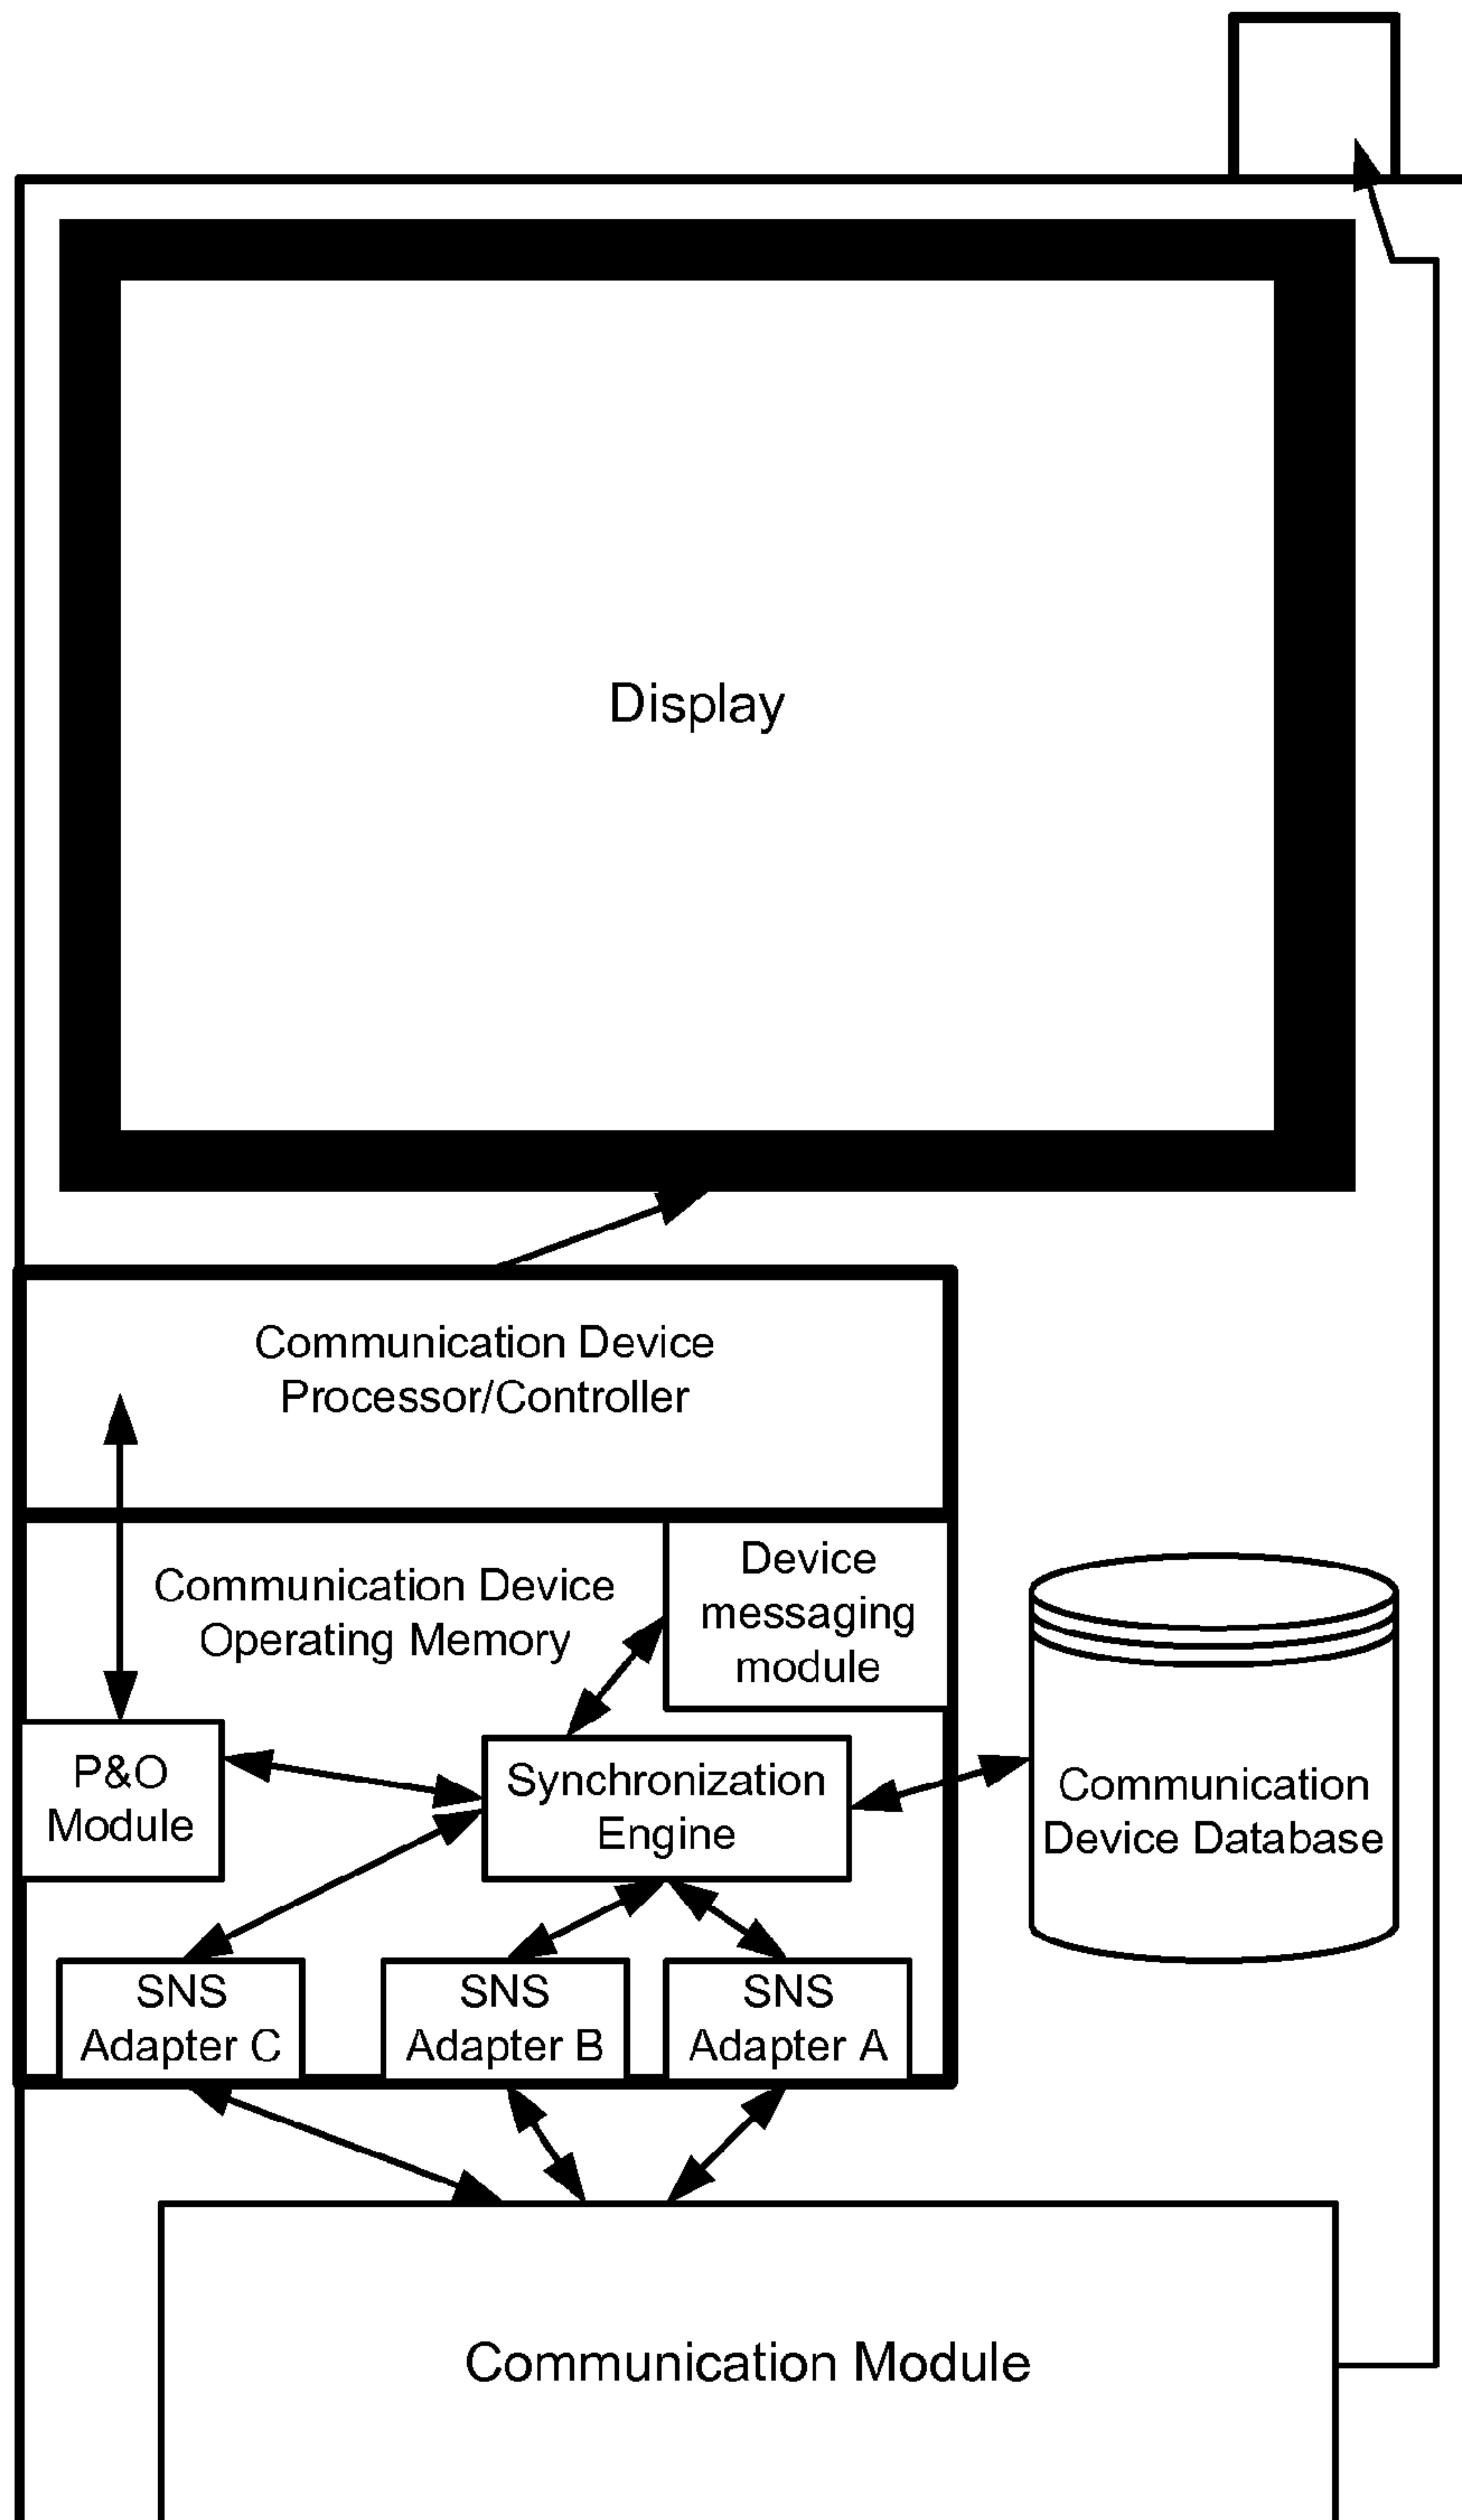 Display
Communication Device
Processor/Controller
Communication Device
Operating Memory
Device
messaging
module
P&O
Module
Synchronization
Engine
Communication
Device Database
SNS
Adapter C
SNS
Adapter B
SNS
Adapter A
Communication Module